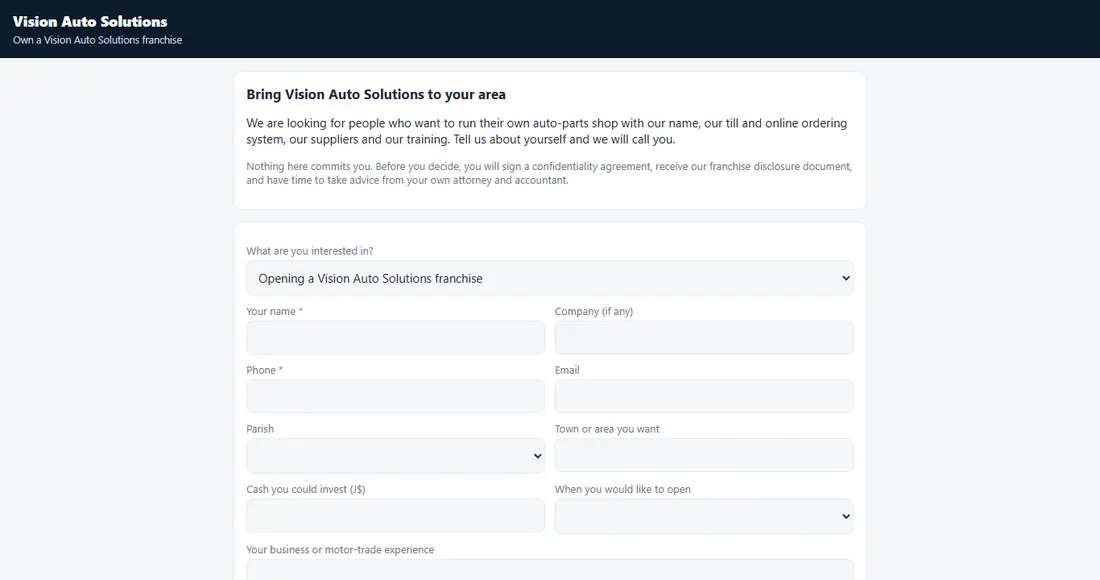 Vision Auto Solutions
Own a Vision Auto Solutions franchise
Bring Vision Auto Solutions to your area
We are looking for people who want to run their own auto-parts shop with our name, our till and online ordering
system, our suppliers and our training. Tell us about yourself and we will call you.
Nothing here commits you. Before you decide, you will sign a confidentiality agreement, receive our franchise disclosure document,
and have time to take advice from your own attorney and accountant.
What are you interested in?
Opening a Vision Auto Solutions franchise
Your name *
Company (if any)
Phone *
Email
Parish
Town or area you want
Cash you could invest (J$)
When you would like to open
Your business or motor-trade experience